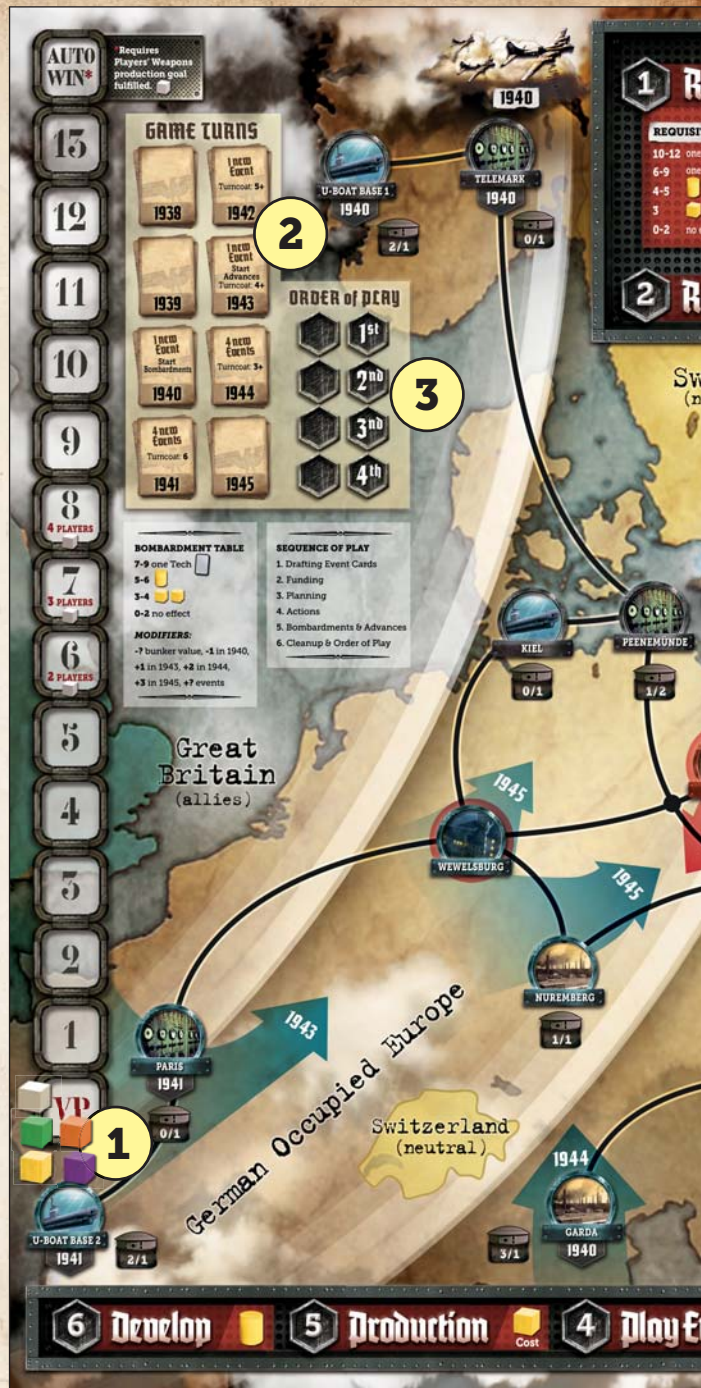 AUTO
WIN*
*Requires
Players' Weapons
production goal
fulfilled.
13
12
11
10
9
8
4 PLAYERS
7
3 PLAYERS
6
2 PLAYERS
5
4
3
2
1
VP
GAME TURNS
1938
1 new
Event
Turncoat: 5+
1942
1939
1 new
Event
Start
Advances
Turncoat: 4+
1943
1 new
Event
Start
Bombardments
1940
4 new
Events
Turncoat: 3+
1944
4 new
Events
Turncoat: 6
1941
1945
2
ORDER of PLAY
1st
2nd
3nd
4th
3
BOMBARDMENT TABLE
7-9 one Tech
5-6
3-4
0-2 no effect
MODIFIERS:
-? bunker value, -1 in 1940,
+1 in 1943, +2 in 1944,
+3 in 1945, +? events
SEQUENCE OF PLAY
1. Drafting Event Cards
2. Funding
3. Planning
4. Actions
5. Bombardments & Advances
6. Cleanup & Order of Play
1940
U-BOAT BASE 1
1940
2/1
TELEMARK
1940
0/1
1
10-12 one
6-9 one
4-5
3
0-2
2
KIEL
0/1
PEENEMÜNDE
1/2
Great
Britain
(allies)
1945
WEWELSBURG
1945
NUREMBERG
1/1
PARIS
1941
0/1
1943
1
U-BOAT BASE 2
1941
2/1
German Occupied Europe
Switzerland
(neutral)
1944
GARDA
1940
3/1
6 Develop
5 Production
Cost
4 Play